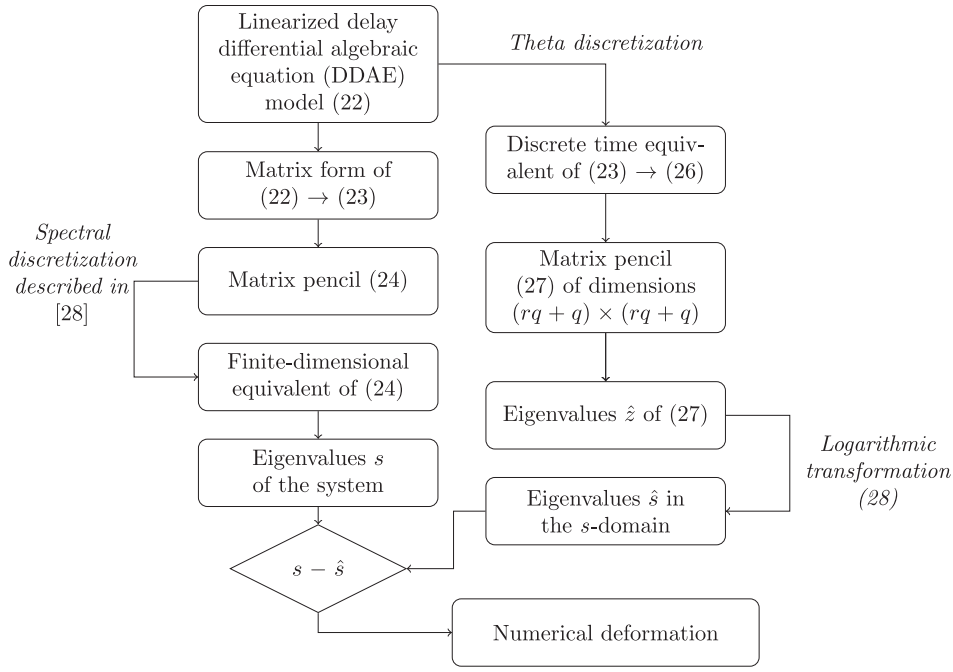 Linearized delay
differential algebraic
equation (DDAE)
model (22)
Theta discretization
Discrete time equiv-
alent of (23) → (26)
Matrix form of
(22) → (23)
Spectral
discretization
described in
[28]
Matrix pencil (24)
Matrix pencil
(27) of dimensions
(rq + q) × (rq + q)
Finite-dimensional
equivalent of (24)
Eigenvalues ẑ of (27)
Logarithmic
transformation
(28)
Eigenvalues s
of the system
Eigenvalues ŝ in
the s-domain
s − ŝ
Numerical deformation